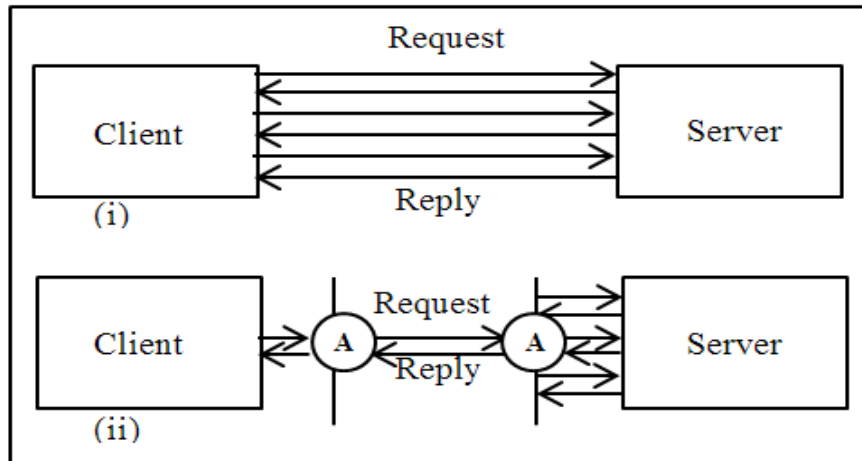 Request
Client
Server
Reply
(i)
Request
Client
A
A
Server
Reply
(ii)